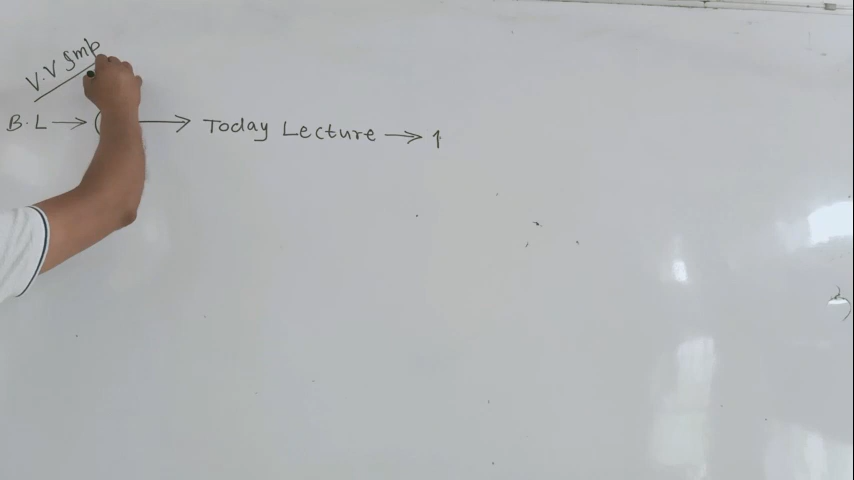 V.V Imp
B.L → ( → Today Lecture → 1